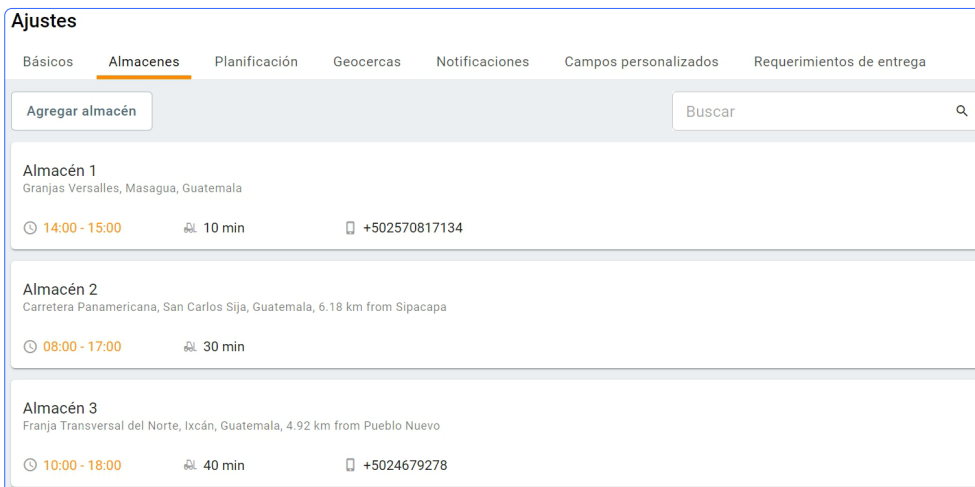 Ajustes
Básicos Almacenes Planificación Geocercas Notificaciones Campos personalizados Requerimientos de entrega
Agregar almacén Buscar
Almacén 1
Granjas Versalles, Masagua, Guatemala
14:00 - 15:00 10 min +502570817134
Almacén 2
Carretera Panamericana, San Carlos Sija, Guatemala, 6.18 km from Sipacapa
08:00 - 17:00 30 min
Almacén 3
Franja Transversal del Norte, Ixcán, Guatemala, 4.92 km from Pueblo Nuevo
10:00 - 18:00 40 min +5024679278